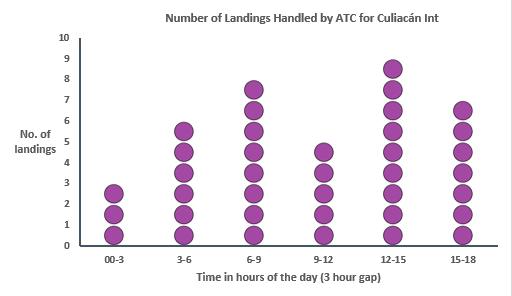 Number of Landings Handled by ATC for Culiacán Int
10
9
8
7
6
5
4
3
2
1
0
No. of
landings
00-3 3-6 6-9 9-12 12-15 15-18
Time in hours of the day (3 hour gap)